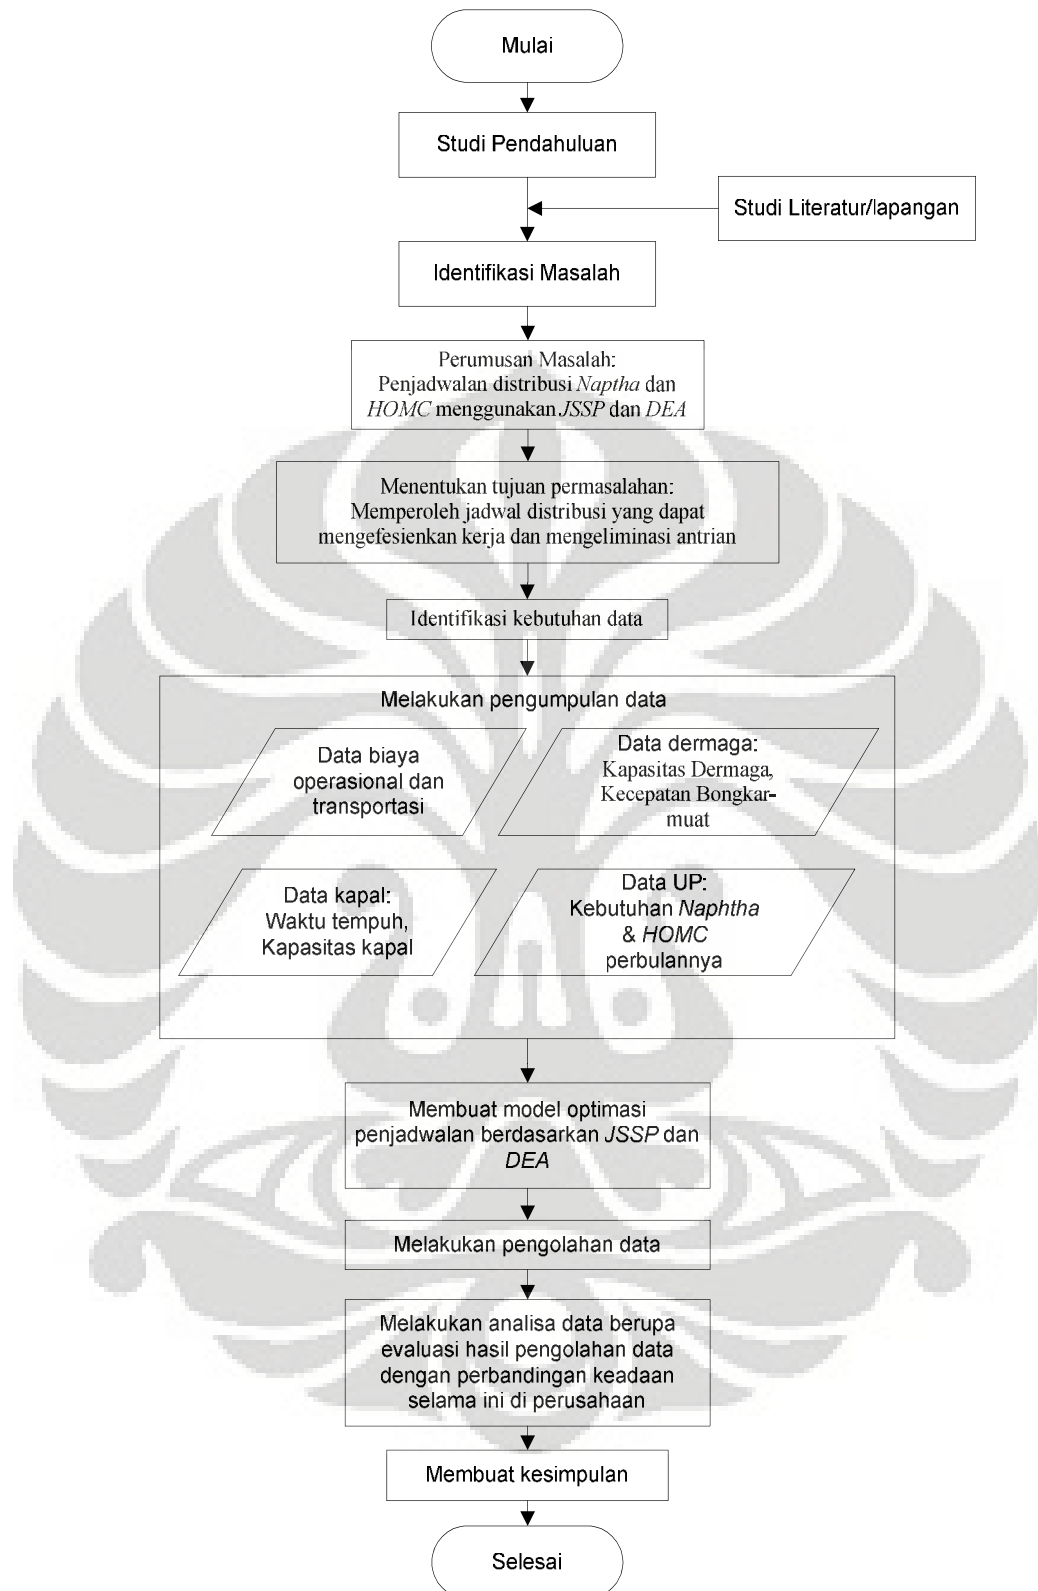 Mulai
Studi Pendahuluan
Studi Literatur/lapangan
Identifikasi Masalah
Perumusan Masalah:
Penjadwalan distribusi Naptha dan
HOMC menggunakan JSSP dan DEA
Menentukan tujuan permasalahan:
Memperoleh jadwal distribusi yang dapat
mengefesienkan kerja dan mengeliminasi antrian
Identifikasi kebutuhan data
Melakukan pengumpulan data
Data biaya
operasional dan
transportasi
Data dermaga:
Kapasitas Dermaga,
Kecepatan Bongkar-
muat
Data kapal:
Waktu tempuh,
Kapasitas kapal
Data UP:
Kebutuhan Naphtha
& HOMC
perbulannya
Membuat model optimasi
penjadwalan berdasarkan JSSP dan
DEA
Melakukan pengolahan data
Melakukan analisa data berupa
evaluasi hasil pengolahan data
dengan perbandingan keadaan
selama ini di perusahaan
Membuat kesimpulan
Selesai